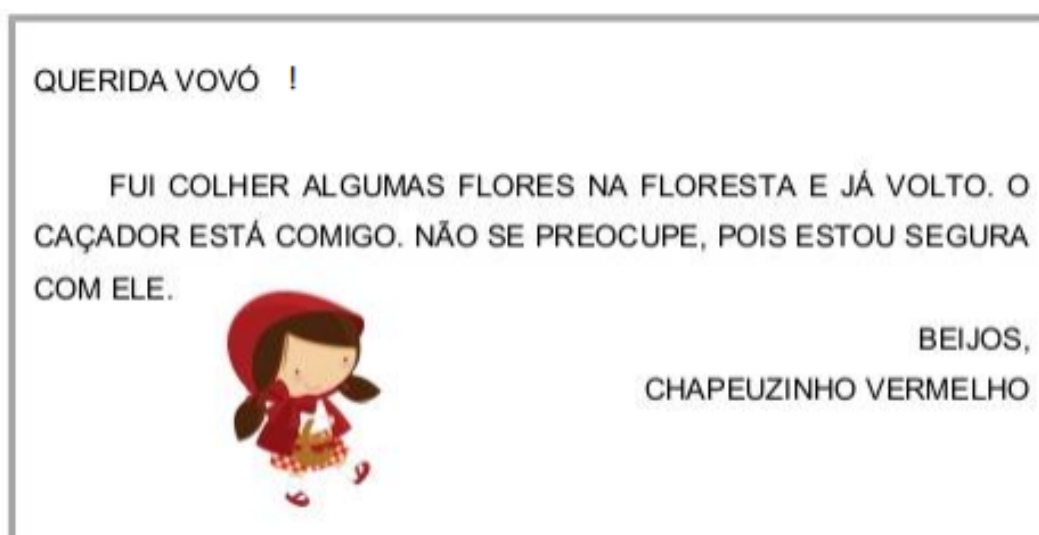 QUERIDA VOVÓ !
FUI COLHER ALGUMAS FLORES NA FLORESTA E JÁ VOLTO. O
CAÇADOR ESTÁ COMIGO. NÃO SE PREOCUPE, POIS ESTOU SEGURA
COM ELE.
BEIJOS,
CHAPEUZINHO VERMELHO